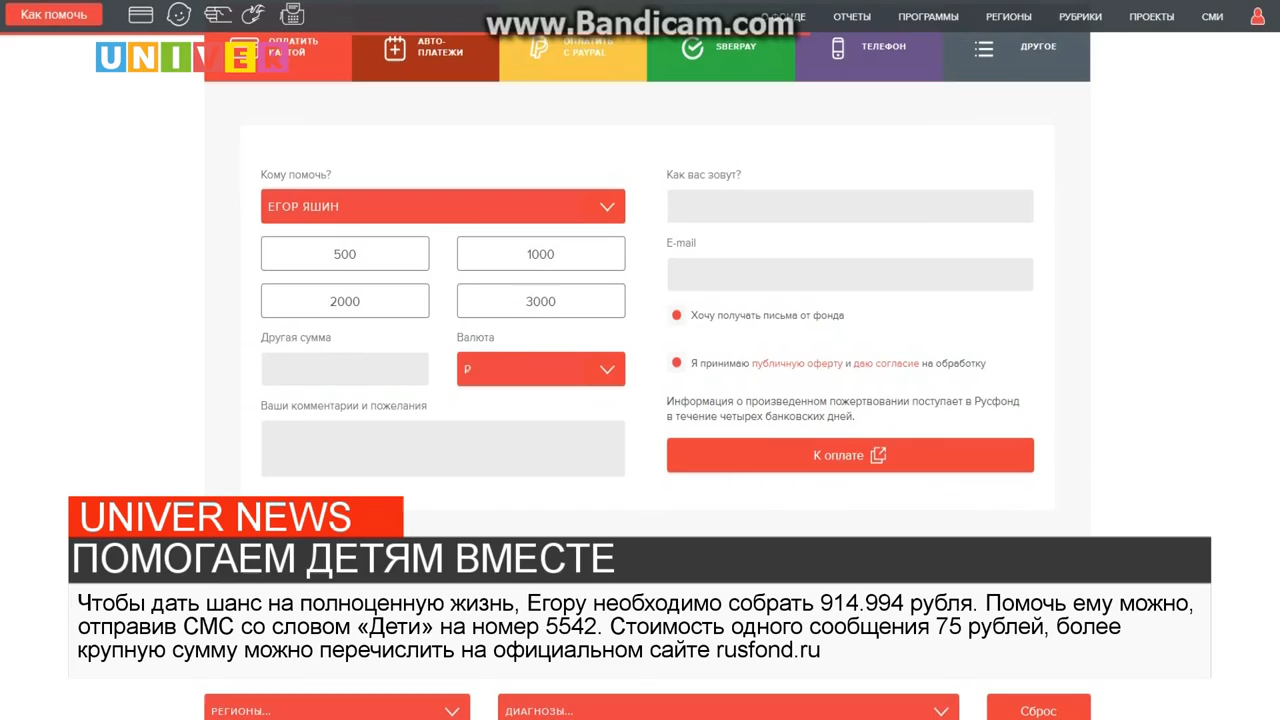 www.Bandicam.com
Как помочь
О ФОНДЕ
ОТЧЕТЫ
ПРОГРАММЫ
РЕГИОНЫ
РУБРИКИ
ПРОЕКТЫ
СМИ
UNIVER
ОПЛАТИТЬ
КАРТОЙ
АВТО-
ПЛАТЕЖИ
ОПЛАТИТЬ
С PAYPAL
SBERPAY
ТЕЛЕФОН
ДРУГОЕ
Кому помочь?
ЕГОР ЯШИН
500
1000
2000
3000
Другая сумма
Валюта
₽
Ваши комментарии и пожелания
Как вас зовут?
E-mail
Хочу получать письма от фонда
Я принимаю публичную оферту и даю согласие на обработку
Информация о произведенном пожертвовании поступает в Русфонд
в течение четырех банковских дней.
К оплате
UNIVER NEWS
ПОМОГАЕМ ДЕТЯМ ВМЕСТЕ
Чтобы дать шанс на полноценную жизнь, Егору необходимо собрать 914.994 рубля. Помочь ему можно,
отправив СМС со словом «Дети» на номер 5542. Стоимость одного сообщения 75 рублей, более
крупную сумму можно перечислить на официальном сайте rusfond.ru
РЕГИОНЫ...
ДИАГНОЗЫ...
Сброс